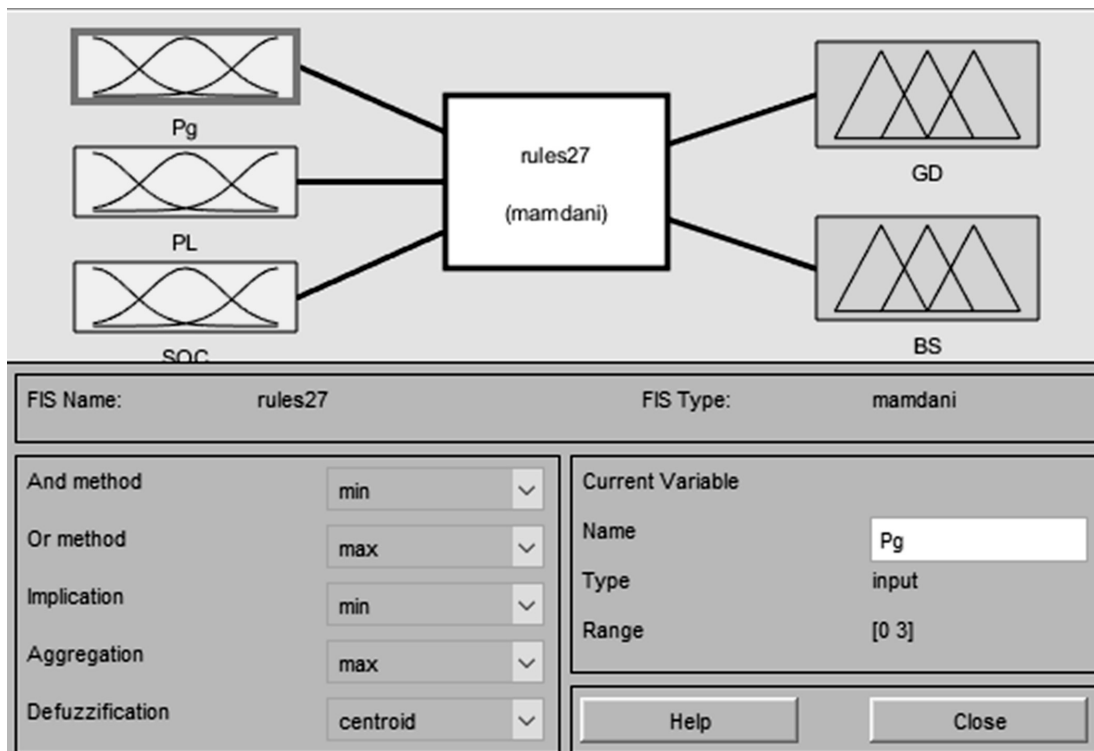 Pg
PL
SOC
rules27
(mamdani)
GD
BS
FIS Name: rules27 FIS Type: mamdani
And method min
Or method max
Implication min
Aggregation max
Defuzzification centroid
Current Variable
Name Pg
Type input
Range [0 3]
Help Close